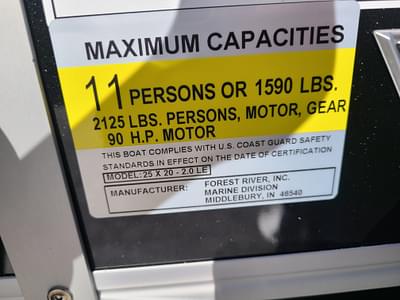 MAXIMUM CAPACITIES
11 PERSONS OR 1590 LBS.
2125 LBS. PERSONS, MOTOR, GEAR
90 H.P. MOTOR
THIS BOAT COMPLIES WITH U.S. COAST GUARD SAFETY
STANDARDS IN EFFECT ON THE DATE OF CERTIFICATION
MODEL: 25 X 20 - 2.0 LE
MANUFACTURER: FOREST RIVER, INC.
MARINE DIVISION
MIDDLEBURY, IN 46540